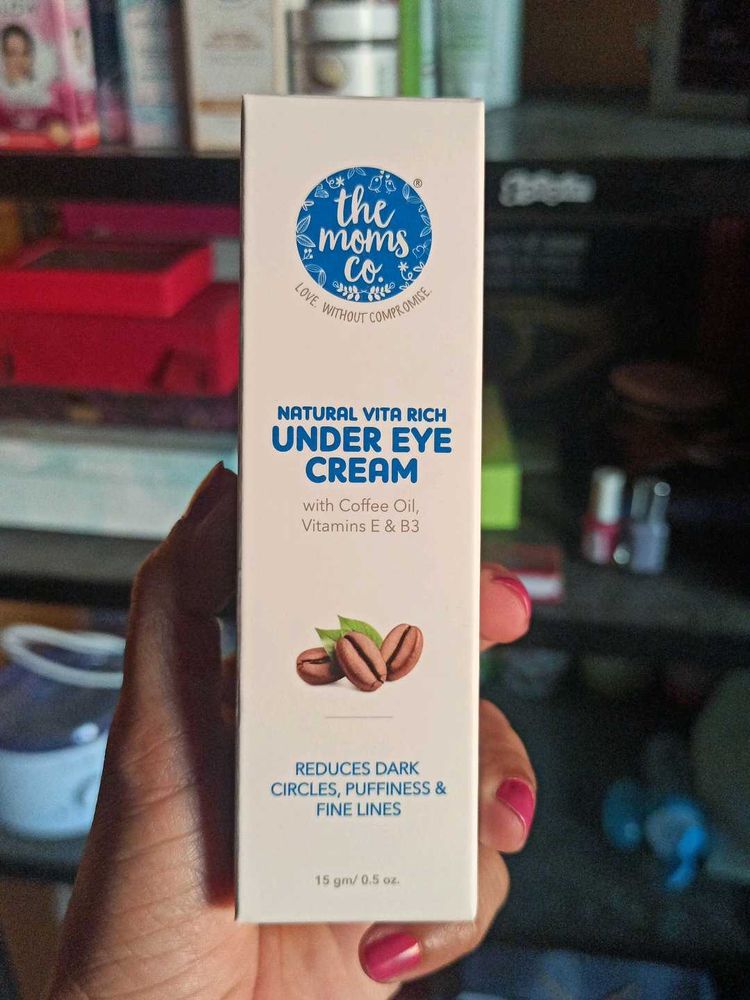 the
moms
co.
®
LOVE. WITHOUT COMPROMISE.
NATURAL VITA RICH
UNDER EYE
CREAM
with Coffee Oil,
Vitamins E & B3
REDUCES DARK
CIRCLES, PUFFINESS &
FINE LINES
15 gm/ 0.5 oz.